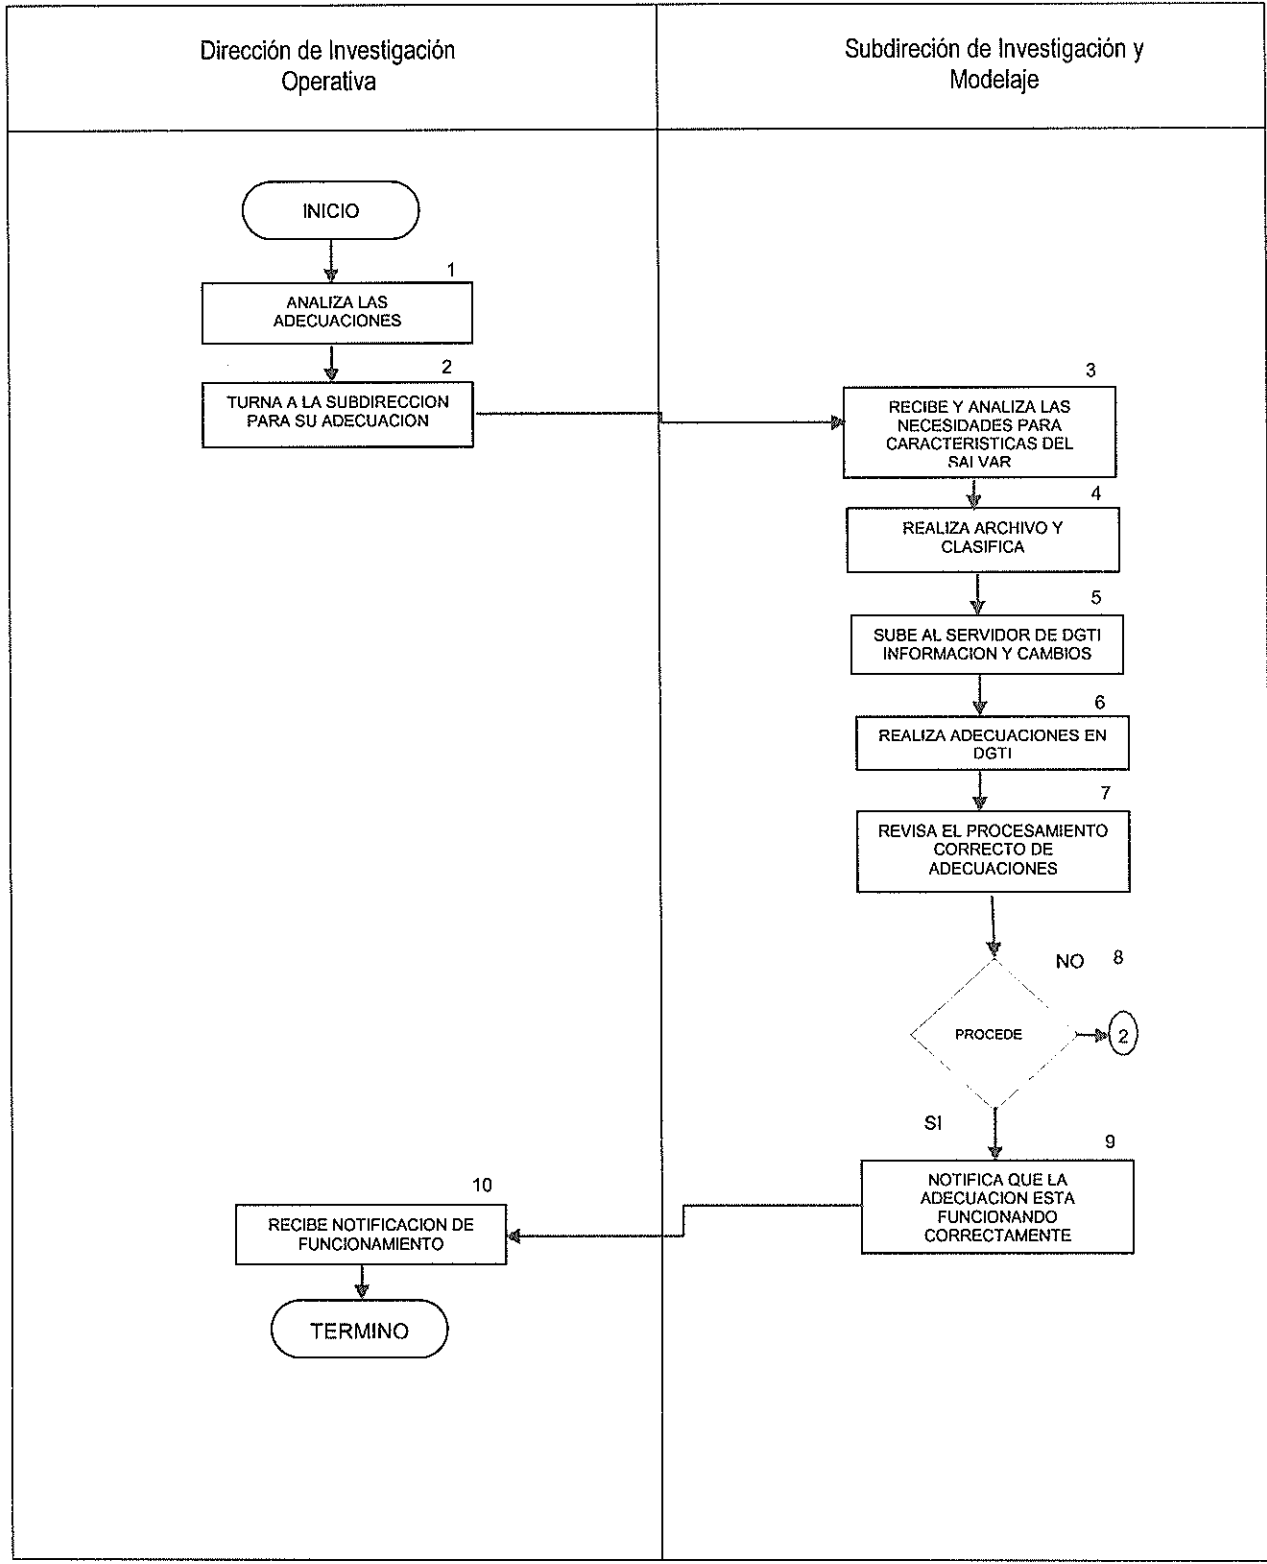 Dirección de Investigación
Operativa
Subdireción de Investigación y
Modelaje
INICIO
1
ANALIZA LAS
ADECUACIONES
2
TURNA A LA SUBDIRECCION
PARA SU ADECUACION
3
RECIBE Y ANALIZA LAS
NECESIDADES PARA
CARACTERISTICAS DEL
SAI VAR
4
REALIZA ARCHIVO Y
CLASIFICA
5
SUBE AL SERVIDOR DE DGTI
INFORMACION Y CAMBIOS
6
REALIZA ADECUACIONES EN
DGTI
7
REVISA EL PROCESAMIENTO
CORRECTO DE
ADECUACIONES
NO 8
PROCEDE
2
SI
9
NOTIFICA QUE LA
ADECUACION ESTA
FUNCIONANDO
CORRECTAMENTE
10
RECIBE NOTIFICACION DE
FUNCIONAMIENTO
TERMINO